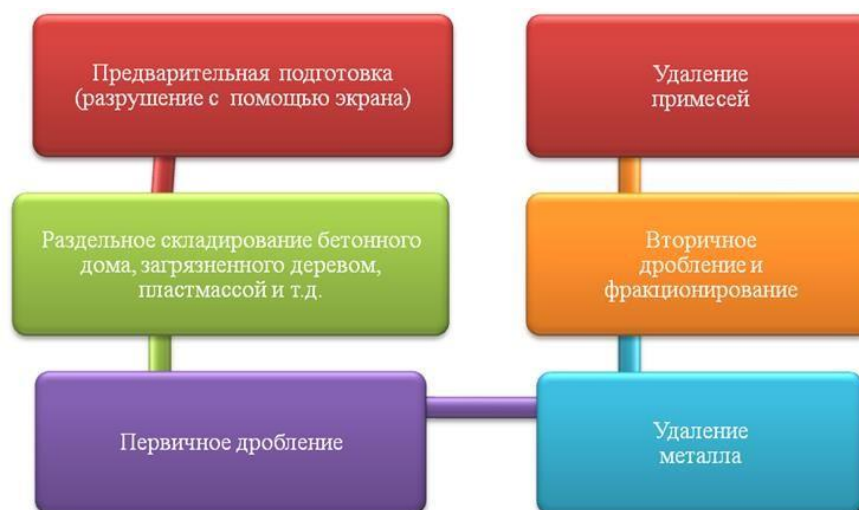 Предварительная подготовка
(разрушение с помощью экрана)
Раздельное складирование бетонного
дома, загрязненного деревом,
пластмассой и т.д.
Первичное дробление
Удаление
металла
Вторичное
дробление и
фракционирование
Удаление
примесей